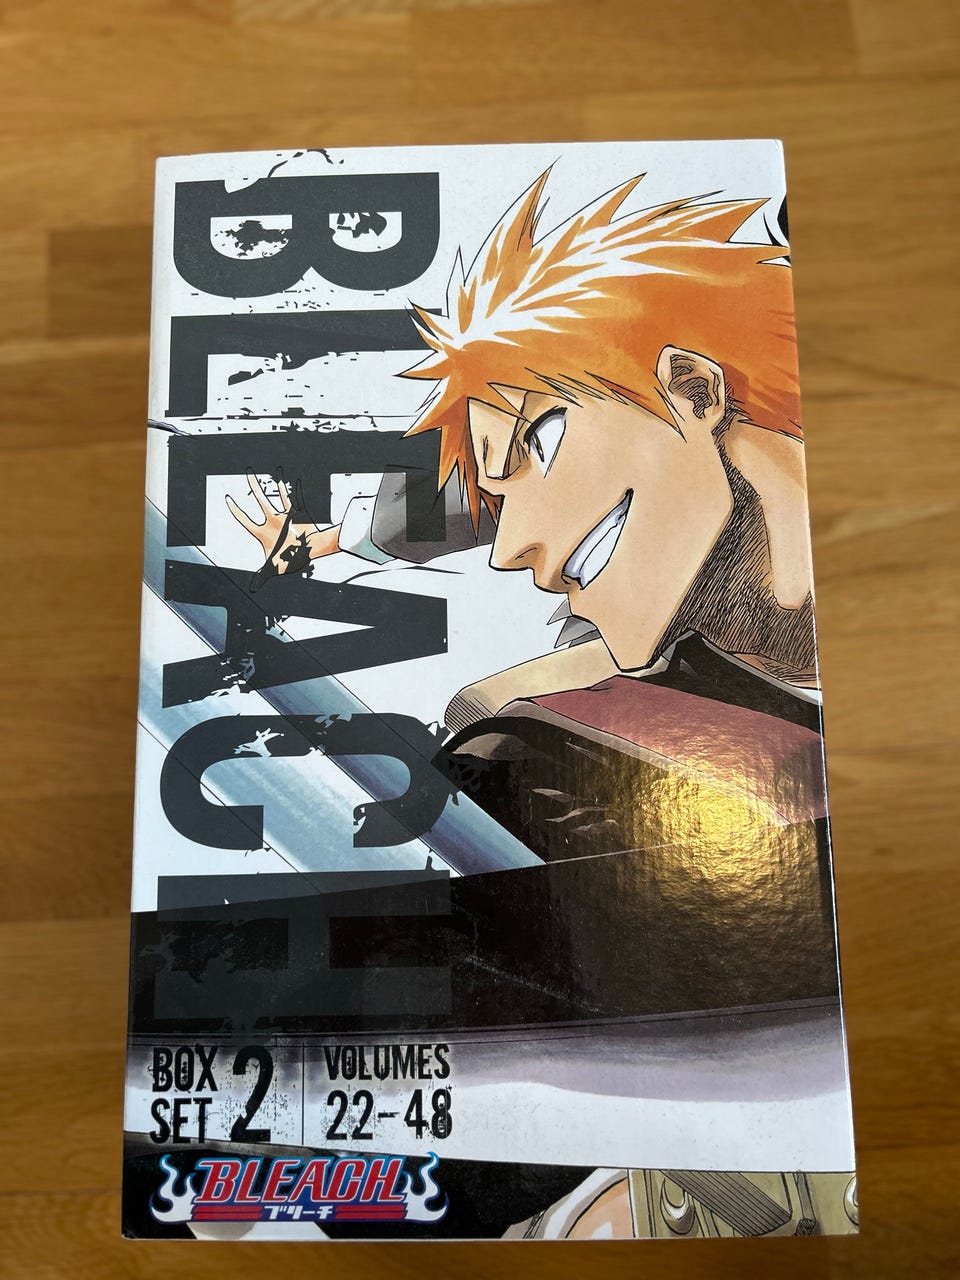 BLEACH
BOX SET 2
VOLUMES 22-48
BLEACH
ブリーチ